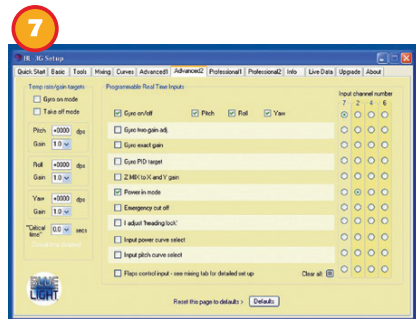 7
BL-3G Setup
Quick Start Basic Tools Mixing Curves Advanced1 Advanced2 Professional1 Professional2 Info Live Data Upgrade About
Temp rate/gain targets
Gyro on mode
Take off mode
Pitch +0000 dps
Gain 1.0
Roll +0000 dps
Gain 1.0
Yaw +0000 dps
Gain 1.0
"Critical time" 0.0 secs
BLUE LIGHT
Programmable Real Time Inputs
Input channel number
7 2 4 6
Gyro on/off Pitch Roll Yaw
Gyro two-gain adj.
Gyro exact gain
Gyro PID target
Z MIX to X and Y gain
Power in mode
Emergency cut off
I adjust 'heading lock'
Input power curve select
Input pitch curve select
Flaps control input - see mixing tab for detailed set up Clear all:
Reset this page to defaults > Defaults